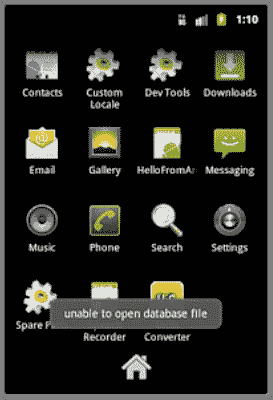 1:10
Contacts
Custom
Locale
Dev Tools
Downloads
Email
Gallery
HelloFromAr
Messaging
Music
Phone
Search
Settings
Spare P
unable to open database file
Recorder
Converter